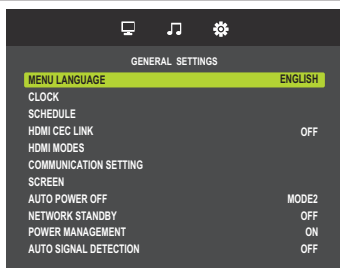 GENERAL SETTINGS
MENU LANGUAGE ENGLISH
CLOCK
SCHEDULE
HDMI CEC LINK OFF
HDMI MODES
COMMUNICATION SETTING
SCREEN
AUTO POWER OFF MODE2
NETWORK STANDBY OFF
POWER MANAGEMENT ON
AUTO SIGNAL DETECTION OFF